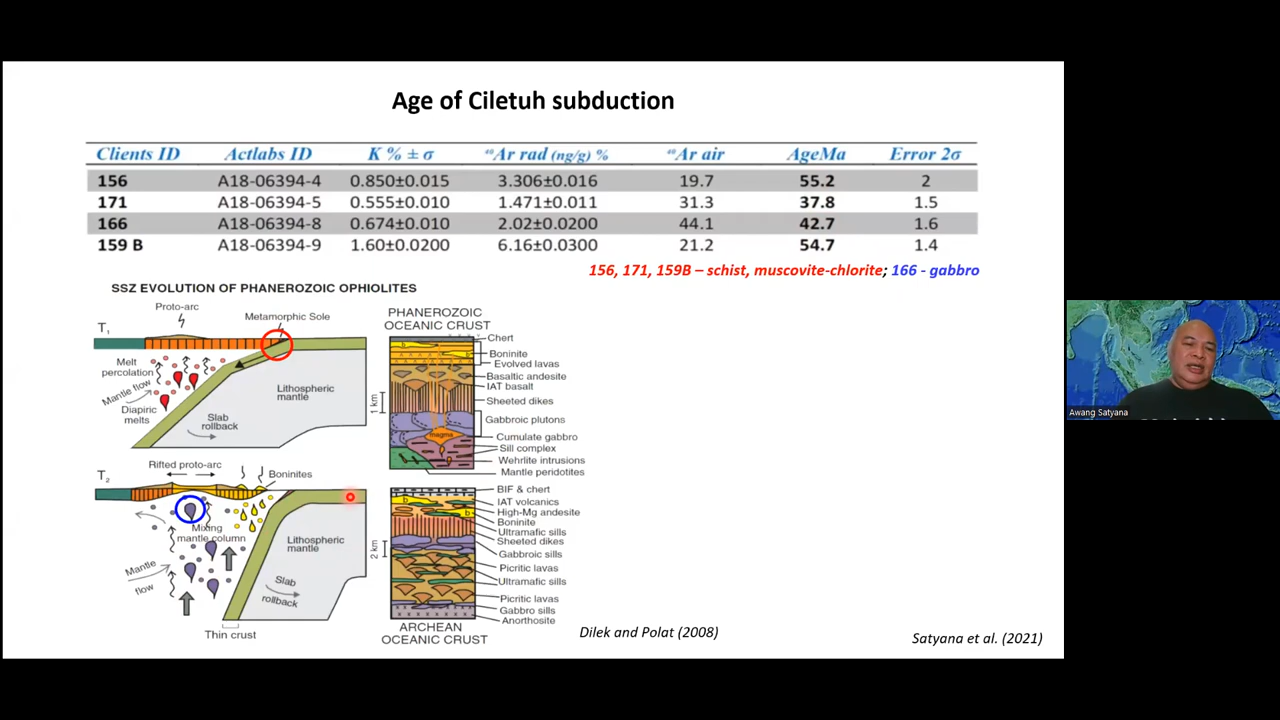 Age of Ciletuh subduction
Clients ID Actlabs ID K % ± σ ⁴⁰Ar rad (ng/g) % ⁴⁰Ar air AgeMa Error 2σ
156 A18-06394-4 0.850±0.015 3.306±0.016 19.7 55.2 2
171 A18-06394-5 0.555±0.010 1.471±0.011 31.3 37.8 1.5
166 A18-06394-8 0.674±0.010 2.02±0.0200 44.1 42.7 1.6
159 B A18-06394-9 1.60±0.0200 6.16±0.0300 21.2 54.7 1.4
156, 171, 159B – schist, muscovite-chlorite; 166 - gabbro
SSZ EVOLUTION OF PHANEROZOIC OPHIOLITES
Proto-arc
Metamorphic Sole
T₁
Melt
percolation
Mantle flow
Diapiric
melts
Slab
rollback
Lithospheric
mantle
PHANEROZOIC
OCEANIC CRUST
Chert
b
b
Boninite
Evolved lavas
Basaltic andesite
IAT basalt
Sheeted dikes
1 km
Gabbroic plutons
magma
Cumulate gabbro
Sill complex
Wehrlite intrusions
Mantle peridotites
Rifted proto-arc
Boninites
T₂
Mixing
mantle column
Mantle
flow
Lithospheric
mantle
Slab
rollback
Thin crust
BIF & chert
b
b
IAT volcanics
High-Mg andesite
Boninite
Ultramafic sills
Sheeted dikes
2 km
Gabbroic sills
Picritic lavas
Ultramafic sills
Picritic lavas
Gabbro sills
Anorthosite
ARCHEAN
OCEANIC CRUST
Dilek and Polat (2008)
Satyana et al. (2021)
Awang Satyana